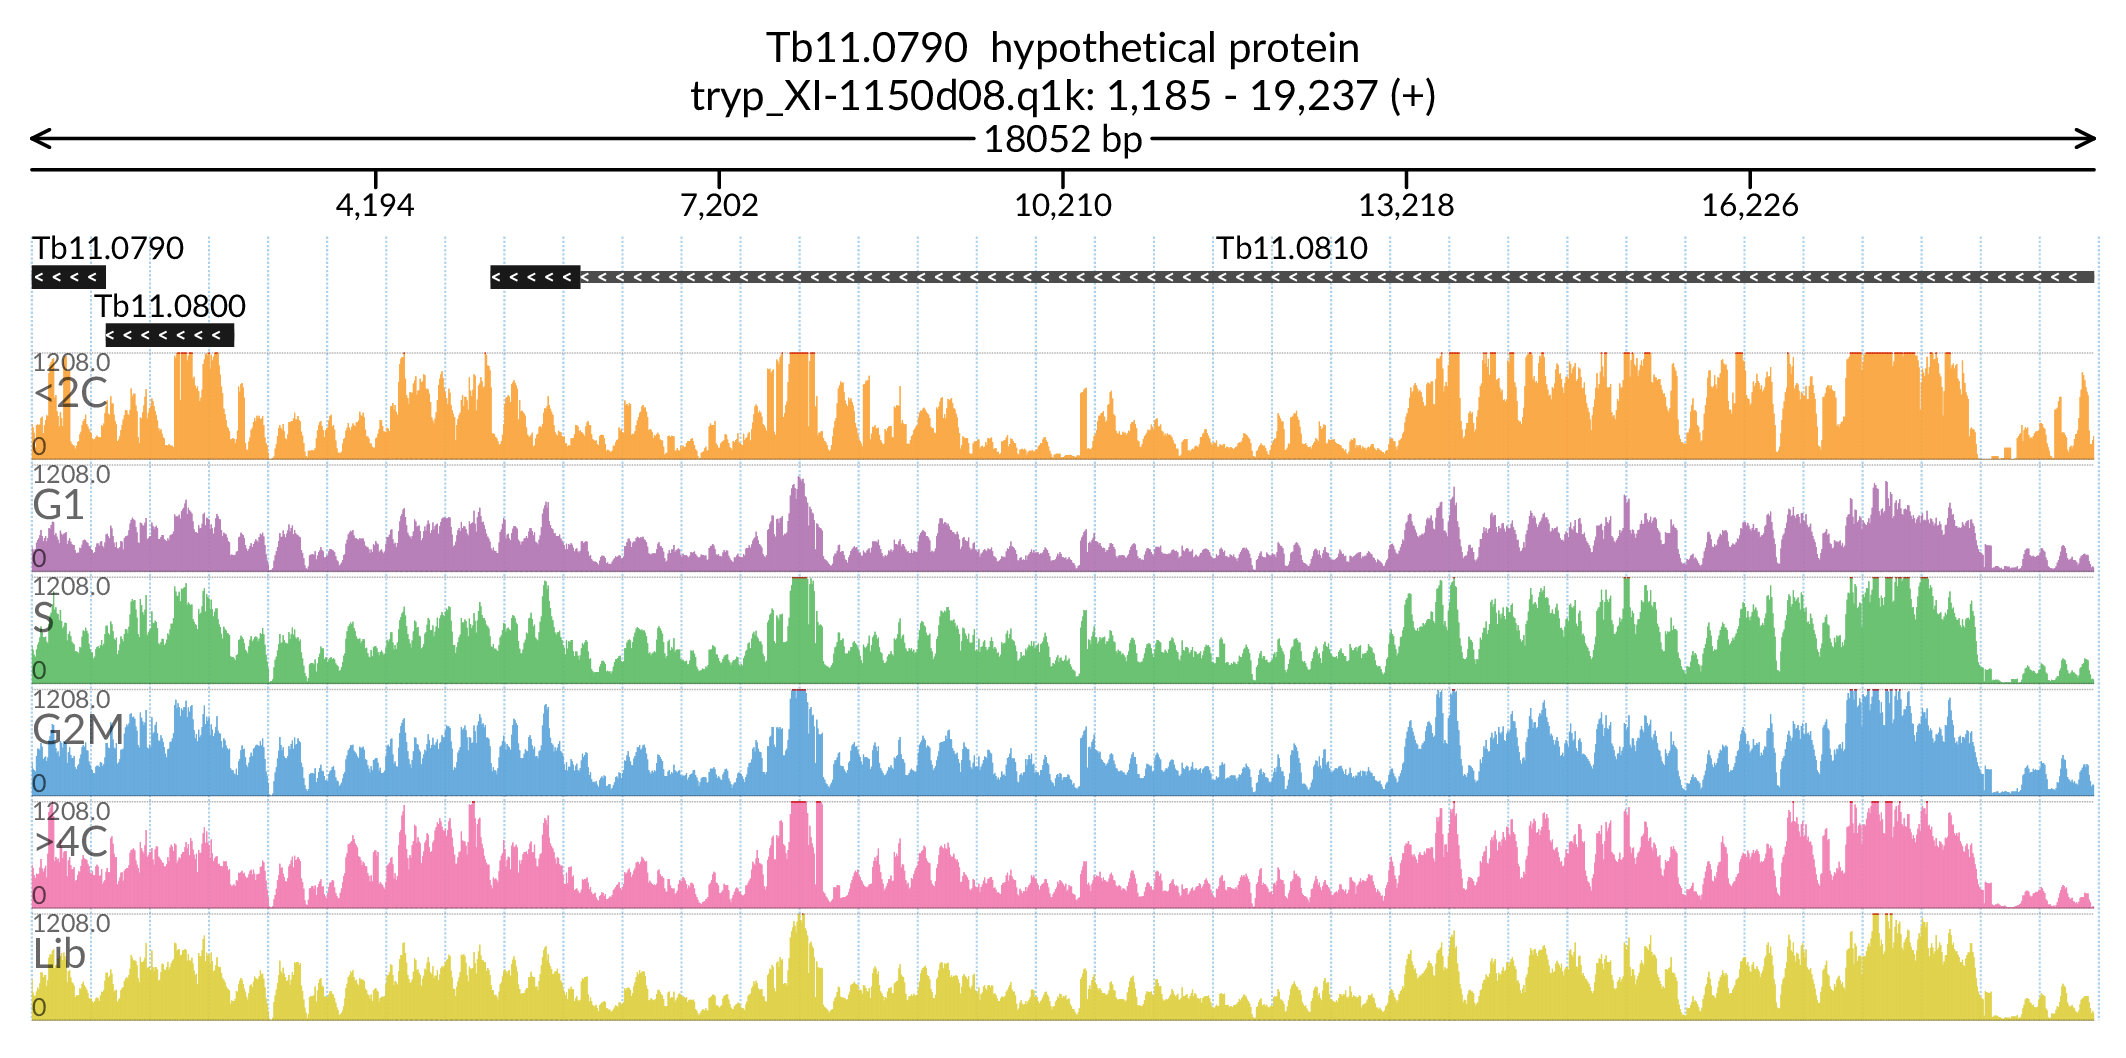 Tb11.0790  hypothetical protein
tryp_XI-1150d08.q1k: 1,185 - 19,237 (+)
18052 bp
4,194 7,202 10,210 13,218 16,226
Tb11.0790 Tb11.0810
Tb11.0800
1208.0
<2C
0
1208.0
G1
0
1208.0
S
0
1208.0
G2M
0
1208.0
>4C
0
1208.0
Lib
0